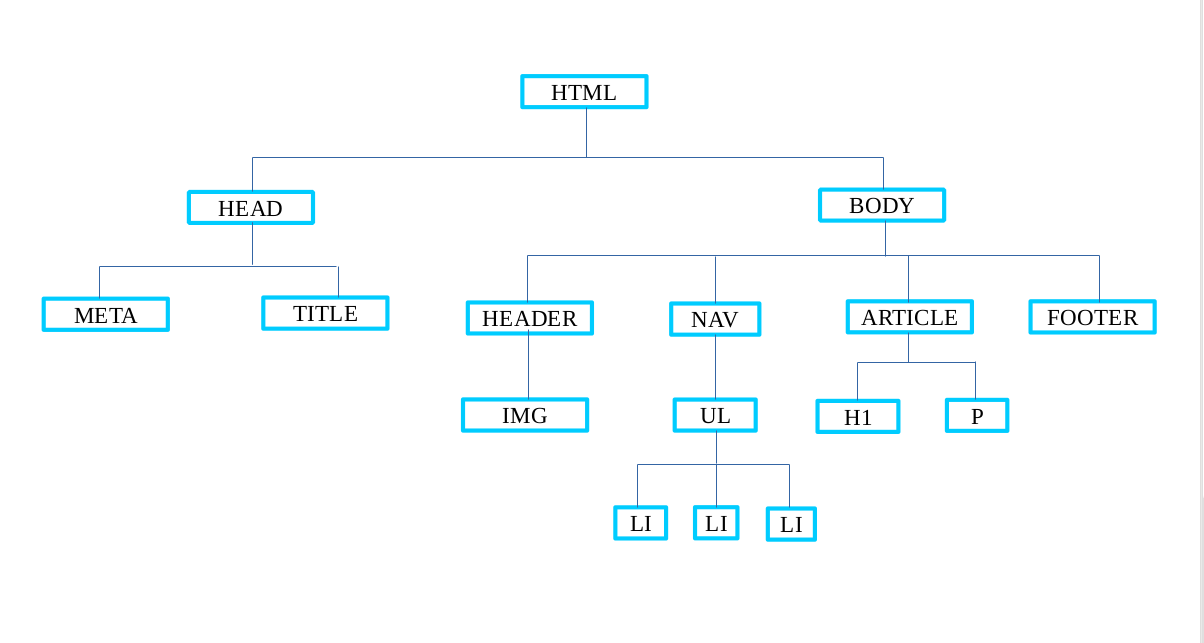 HTML
HEAD
BODY
META
TITLE
HEADER
NAV
ARTICLE
FOOTER
IMG
UL
H1
P
LI
LI
LI